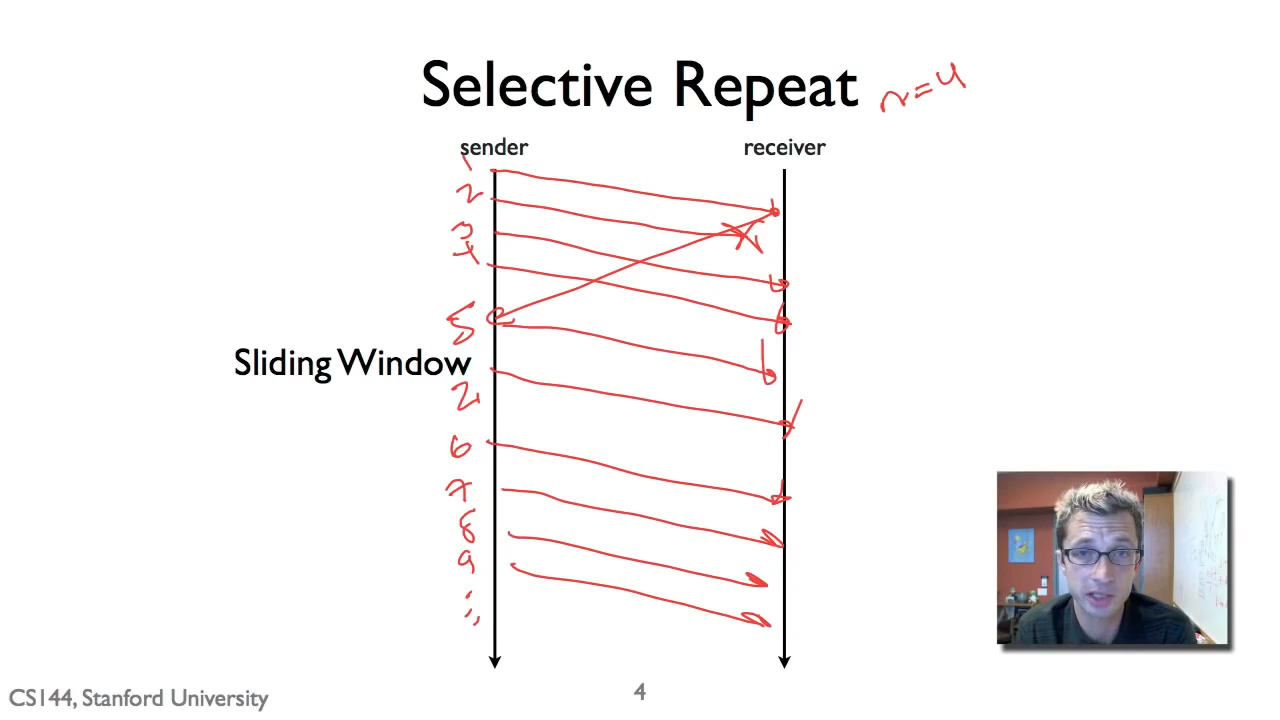 Selective Repeat
n=4
sender receiver
1
2
3
4
5
Sliding Window
2
6
7
8
9
CS144, Stanford University
4